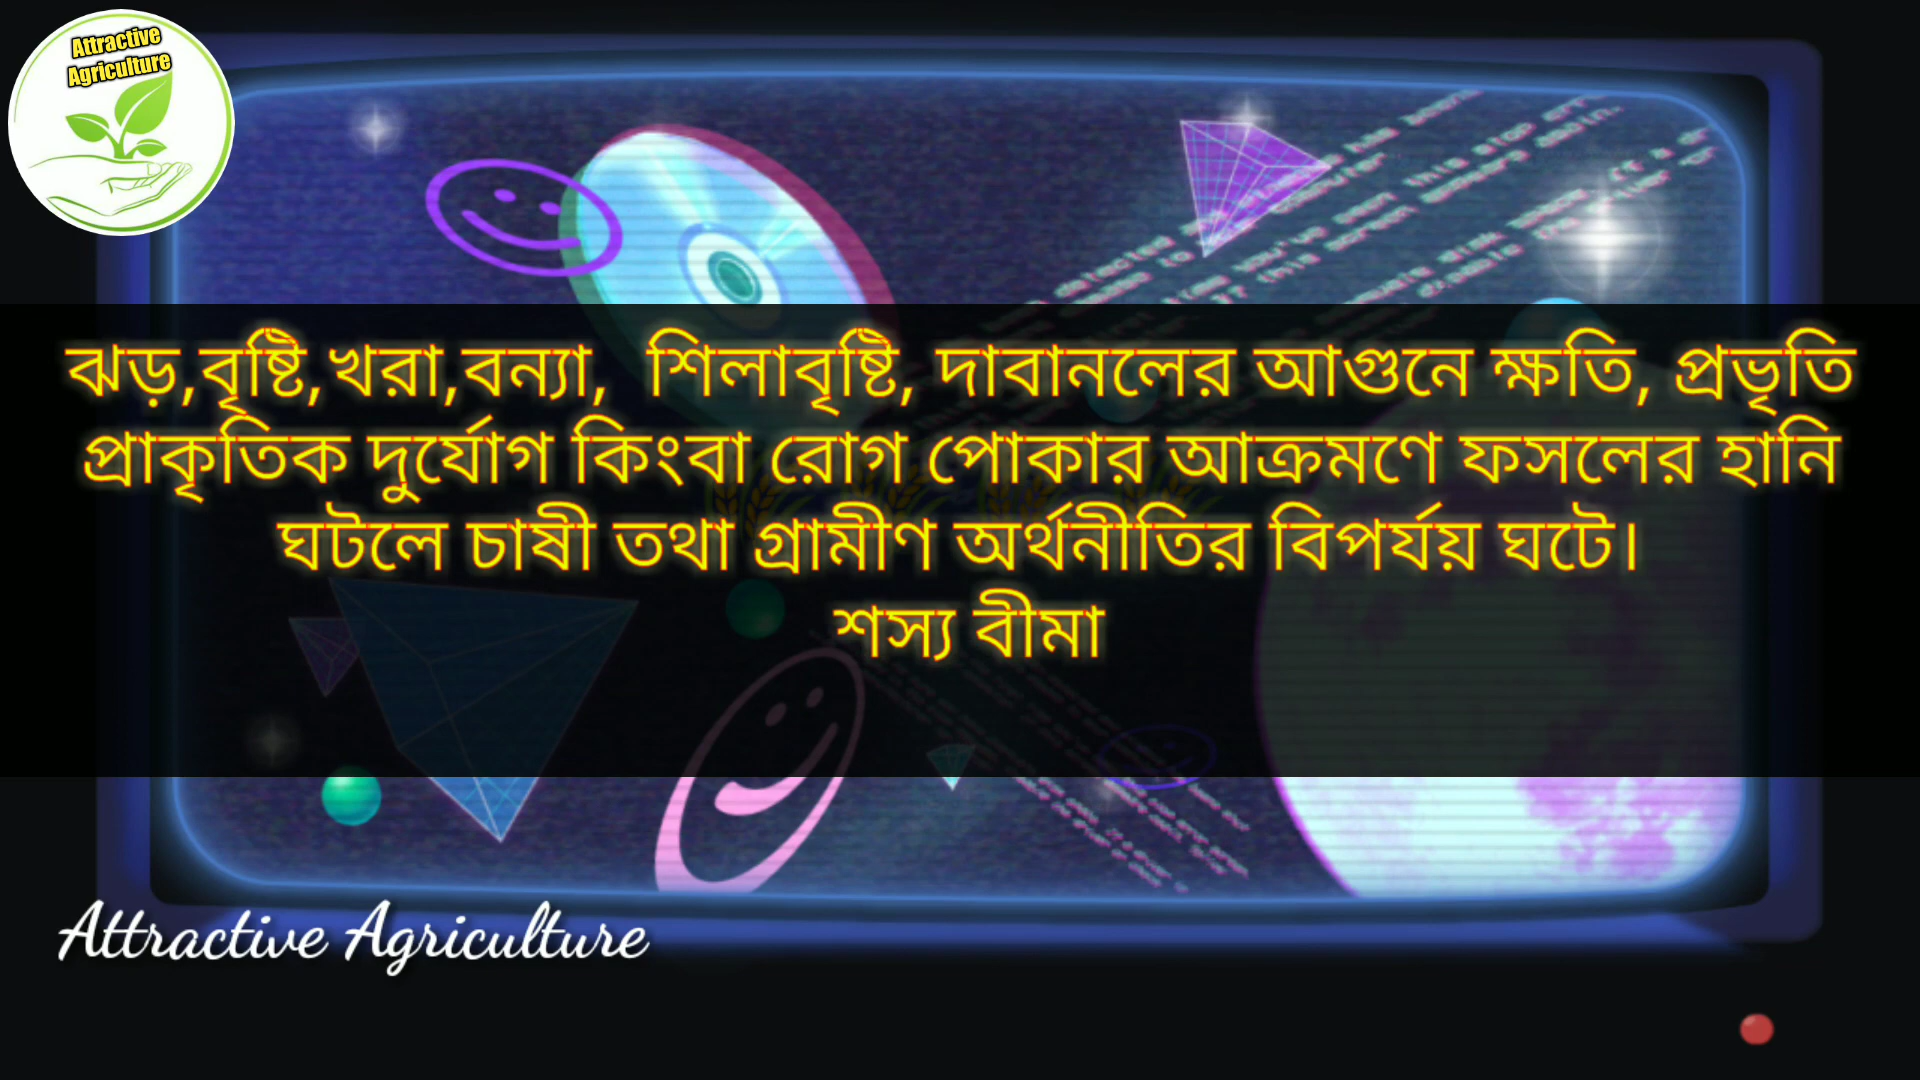 Attractive
Agriculture
ঝড়,বৃষ্টি,খরা,বন্যা, শিলাবৃষ্টি, দাবানলের আগুনে ক্ষতি, প্রভৃতি
প্রাকৃতিক দুর্যোগ কিংবা রোগ পোকার আক্রমণে ফসলের হানি
ঘটলে চাষী তথা গ্রামীণ অর্থনীতির বিপর্যয় ঘটে।
শস্য বীমা
Attractive Agriculture